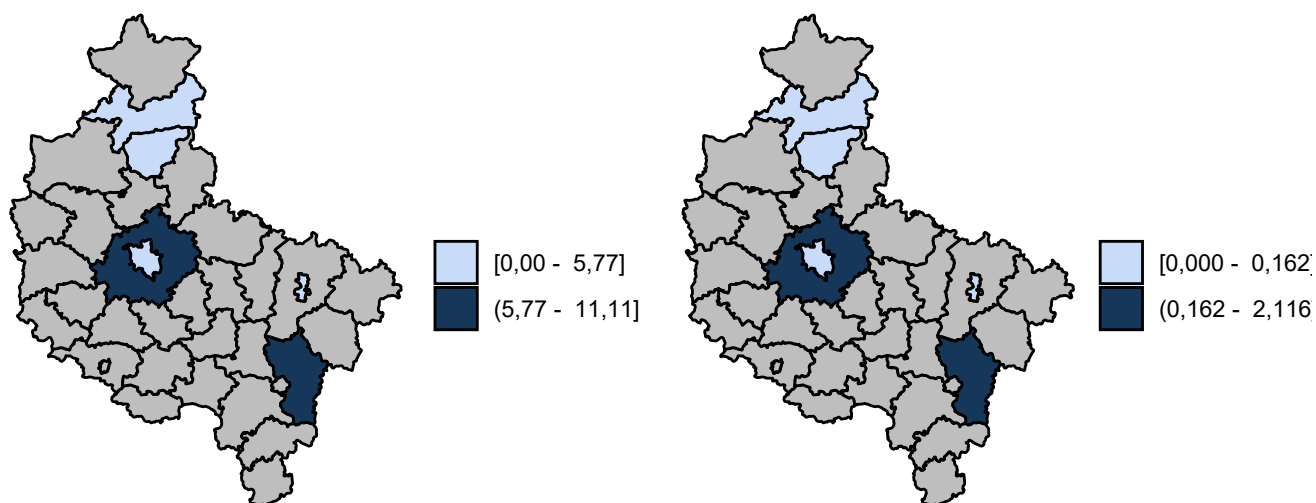 [0,00 - 5,77]
(5,77 - 11,11]
[0,000 - 0,162]
(0,162 - 2,116]